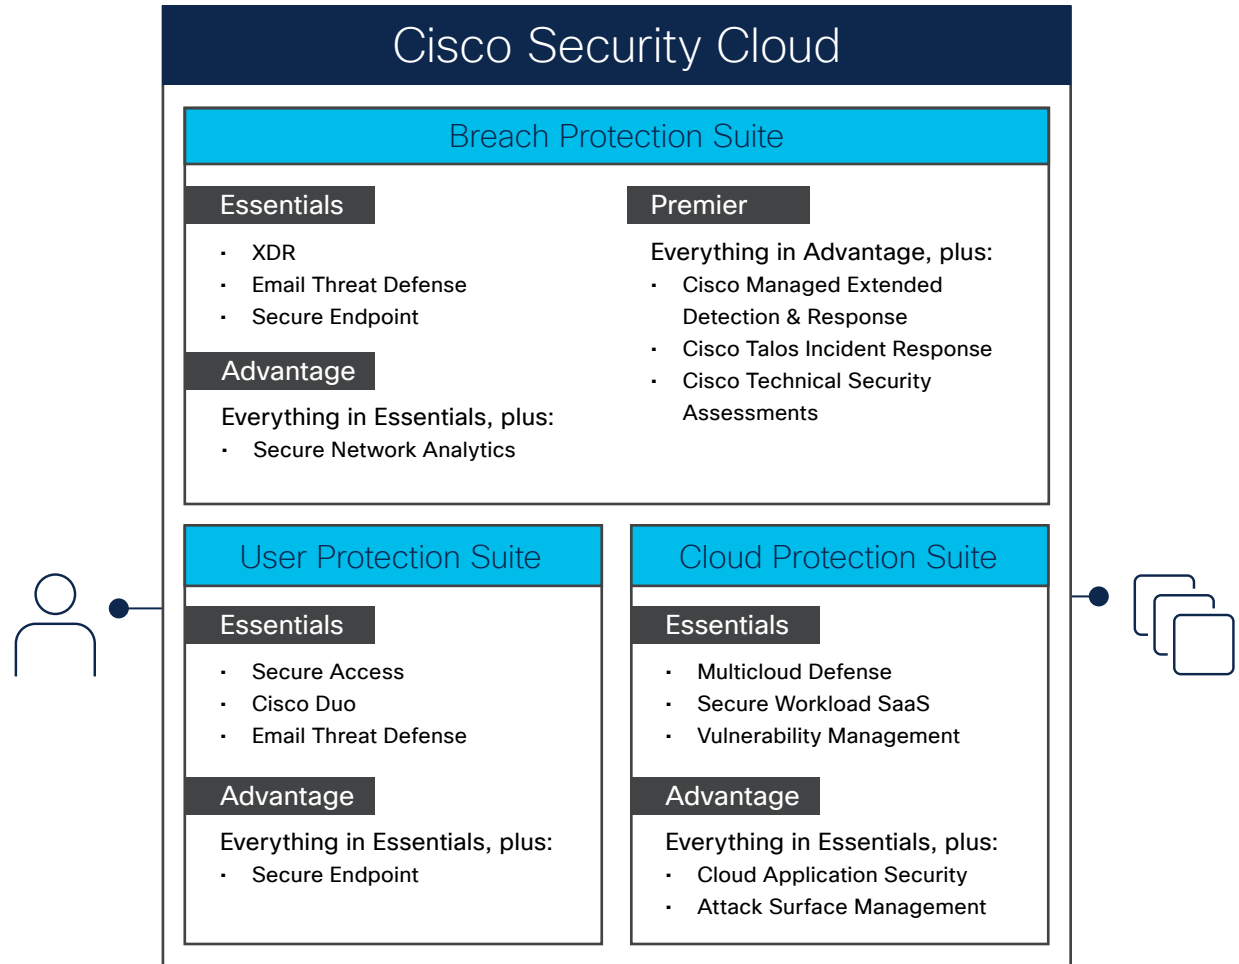 Cisco Security Cloud
Breach Protection Suite
Essentials
· XDR
· Email Threat Defense
· Secure Endpoint
Advantage
Everything in Essentials, plus:
· Secure Network Analytics
Premier
Everything in Advantage, plus:
· Cisco Managed Extended
Detection & Response
· Cisco Talos Incident Response
· Cisco Technical Security
Assessments
User Protection Suite
Essentials
· Secure Access
· Cisco Duo
· Email Threat Defense
Advantage
Everything in Essentials, plus:
· Secure Endpoint
Cloud Protection Suite
Essentials
· Multicloud Defense
· Secure Workload SaaS
· Vulnerability Management
Advantage
Everything in Essentials, plus:
· Cloud Application Security
· Attack Surface Management